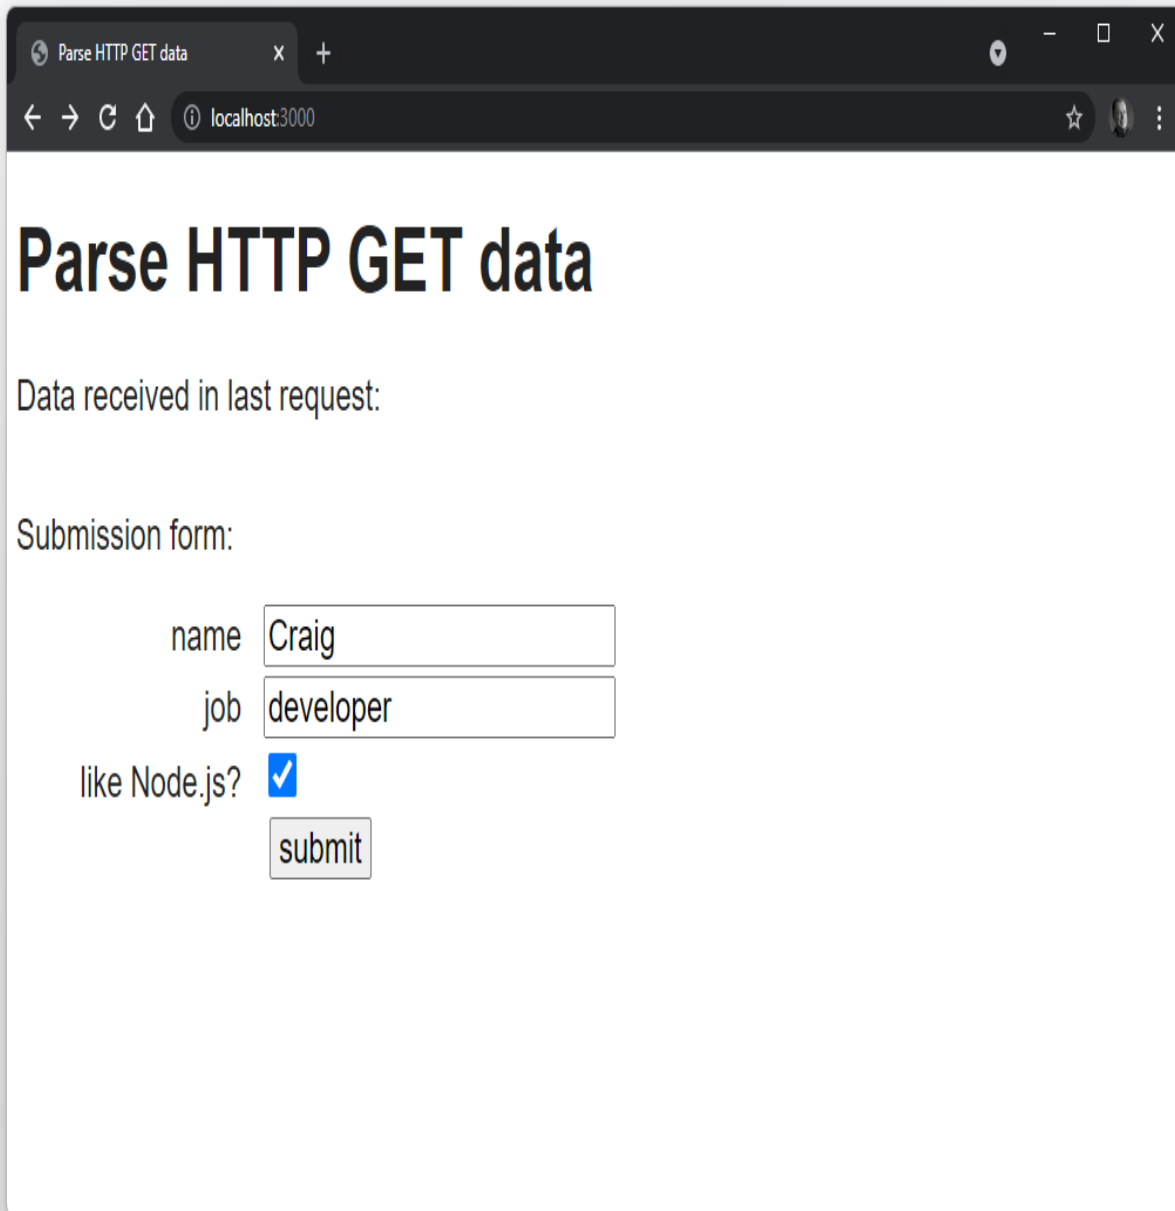 Parse HTTP GET data
localhost:3000
Parse HTTP GET data
Data received in last request:
Submission form:
name Craig
job developer
like Node.js?
submit